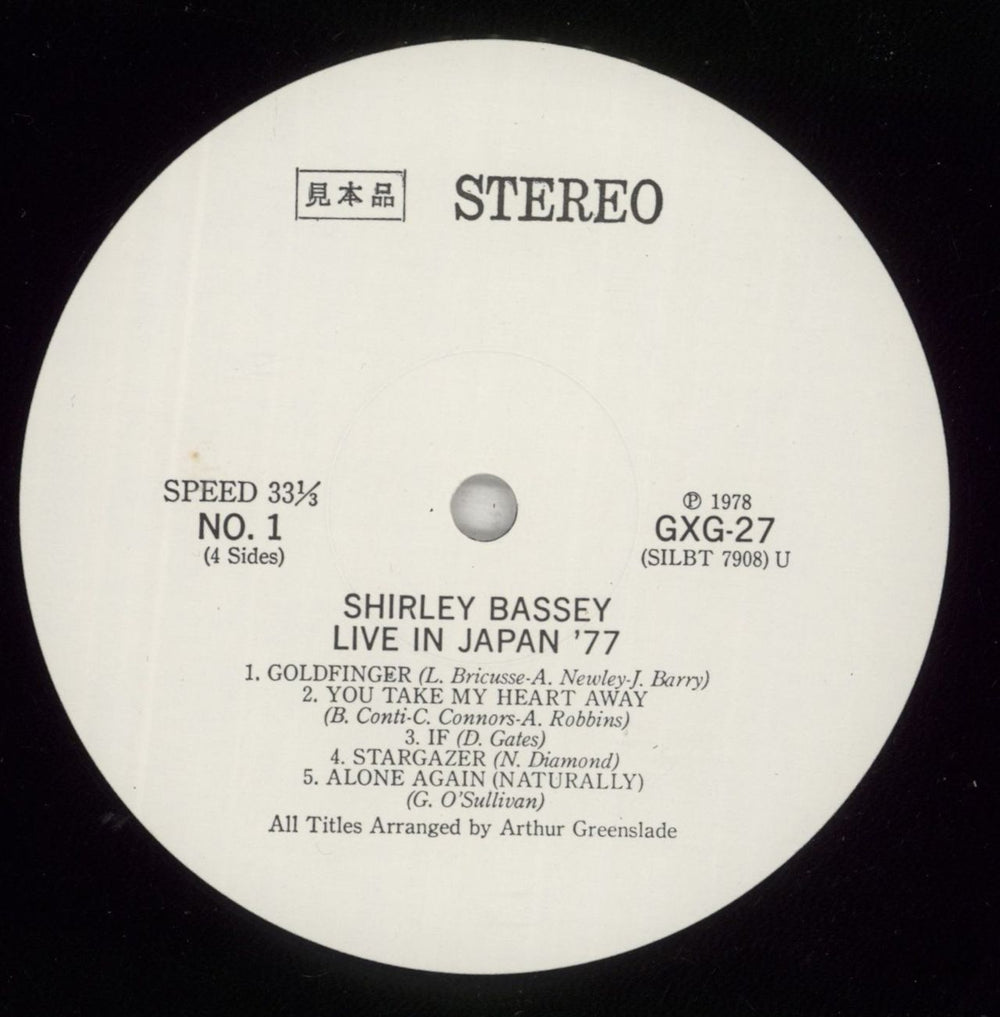 見本品 STEREO
SPEED 33⅓
NO. 1
(4 Sides)
Ⓟ 1978
GXG-27
(SILBT 7908) U
SHIRLEY BASSEY
LIVE IN JAPAN '77
1. GOLDFINGER (L. Bricusse-A. Newley-J. Barry)
2. YOU TAKE MY HEART AWAY
(B. Conti-C. Connors-A. Robbins)
3. IF (D. Gates)
4. STARGAZER (N. Diamond)
5. ALONE AGAIN (NATURALLY)
(G. O'Sullivan)
All Titles Arranged by Arthur Greenslade